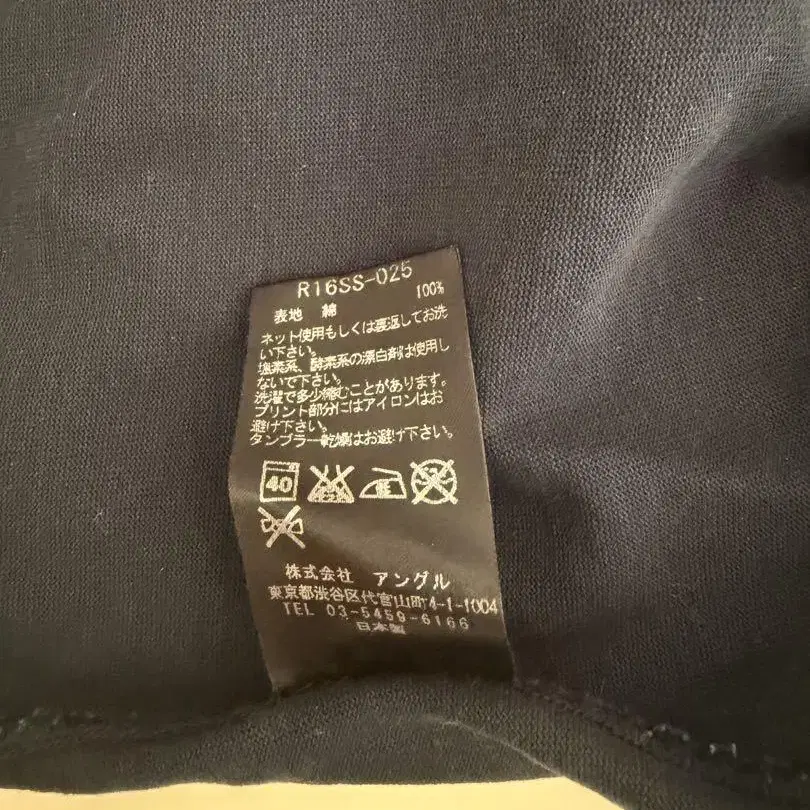 R16SS-025
表地 綿 100%
ネット使用もしくは裏返してお洗
い下さい。
塩素系、酵素系の漂白剤は使用し
ないで下さい。
洗濯で多少縮むことがあります。
プリント部分にはアイロンはお
避け下さい。
タンブラー乾燥はお避け下さい。
40
株式会社 アングル
東京都渋谷区代官山町4-1-1004
TEL 03-5459-6166
日本製